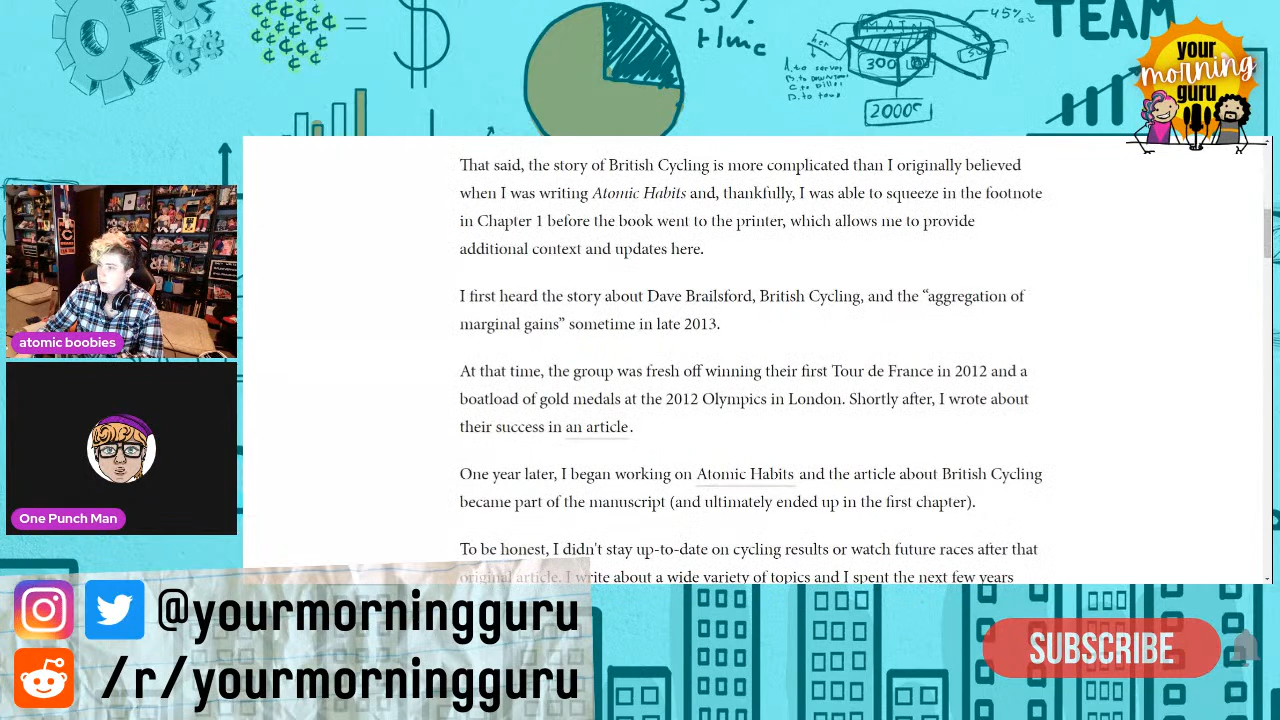 25%
time
45%
TEAM
MAIN
300
2000
your
morning
guru
That said, the story of British Cycling is more complicated than I originally believed
when I was writing Atomic Habits and, thankfully, I was able to squeeze in the footnote
in Chapter 1 before the book went to the printer, which allows me to provide
additional context and updates here.
I first heard the story about Dave Brailsford, British Cycling, and the “aggregation of
marginal gains” sometime in late 2013.
At that time, the group was fresh off winning their first Tour de France in 2012 and a
boatload of gold medals at the 2012 Olympics in London. Shortly after, I wrote about
their success in an article.
One year later, I began working on Atomic Habits and the article about British Cycling
became part of the manuscript (and ultimately ended up in the first chapter).
To be honest, I didn't stay up-to-date on cycling results or watch future races after that
original article. I write about a wide variety of topics and I spent the next few years
atomic boobies
One Punch Man
@yourmorningguru
/r/yourmorningguru
SUBSCRIBE